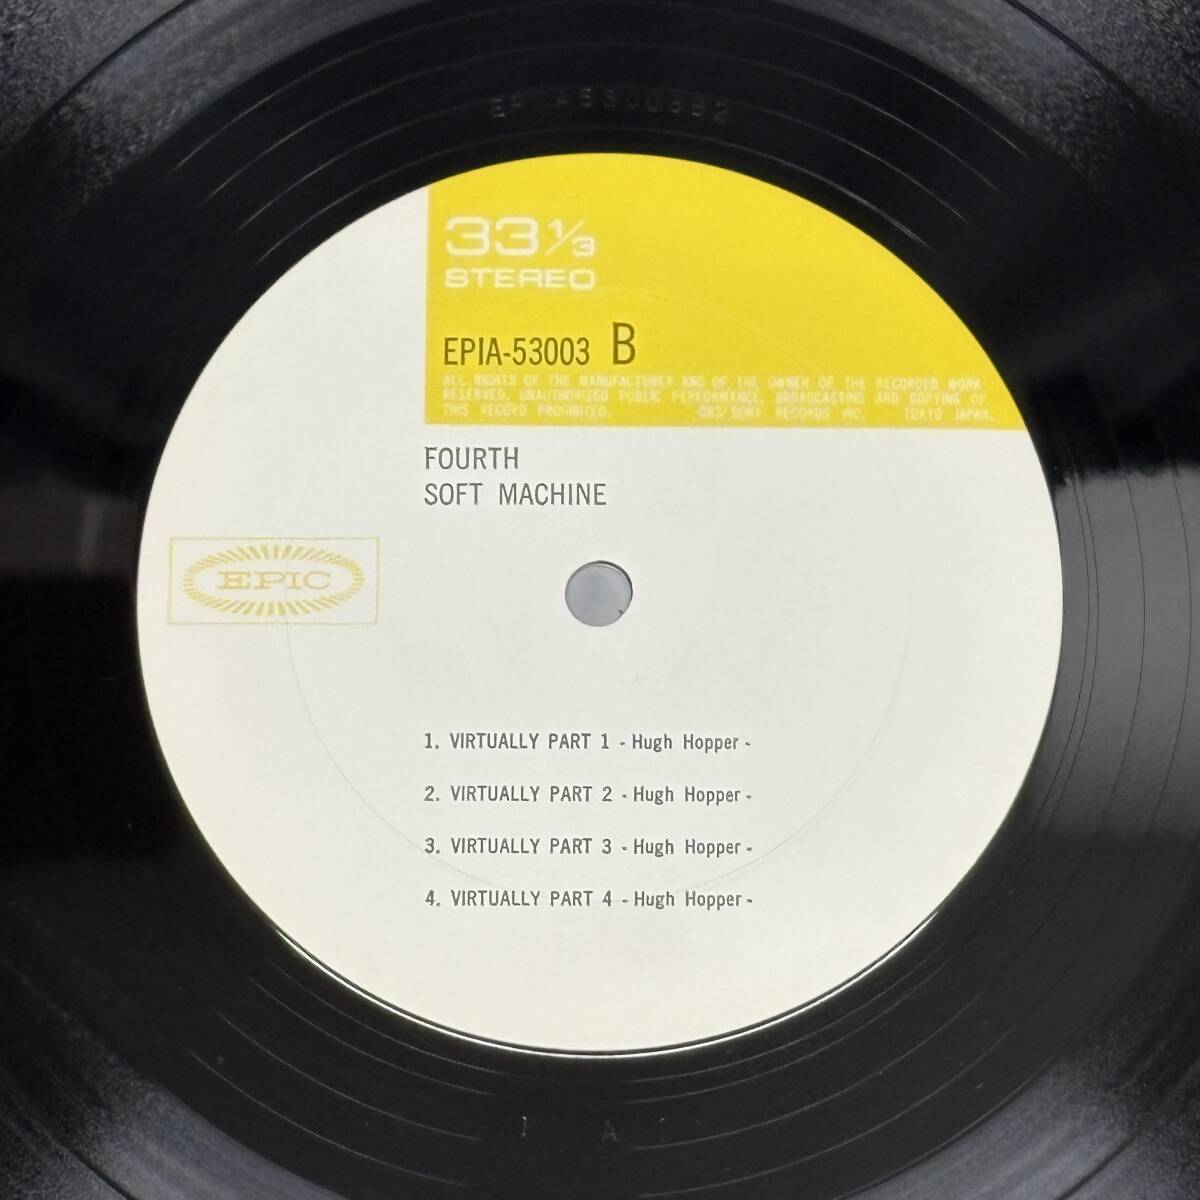 33 1/3
STEREO
EPIA-53003 B
ALL RIGHTS OF THE MANUFACTURER AND OF THE OWNER OF THE RECORDED WORK
RESERVED. UNAUTHORIZED PUBLIC PERFORMANCE, BROADCASTING AND COPYING OF
THIS RECORD PROHIBITED. CBS/SONY RECORDS INC. TOKYO JAPAN.
FOURTH
SOFT MACHINE
EPIC
1. VIRTUALLY PART 1 - Hugh Hopper -
2. VIRTUALLY PART 2 - Hugh Hopper -
3. VIRTUALLY PART 3 - Hugh Hopper -
4. VIRTUALLY PART 4 - Hugh Hopper -
1 A